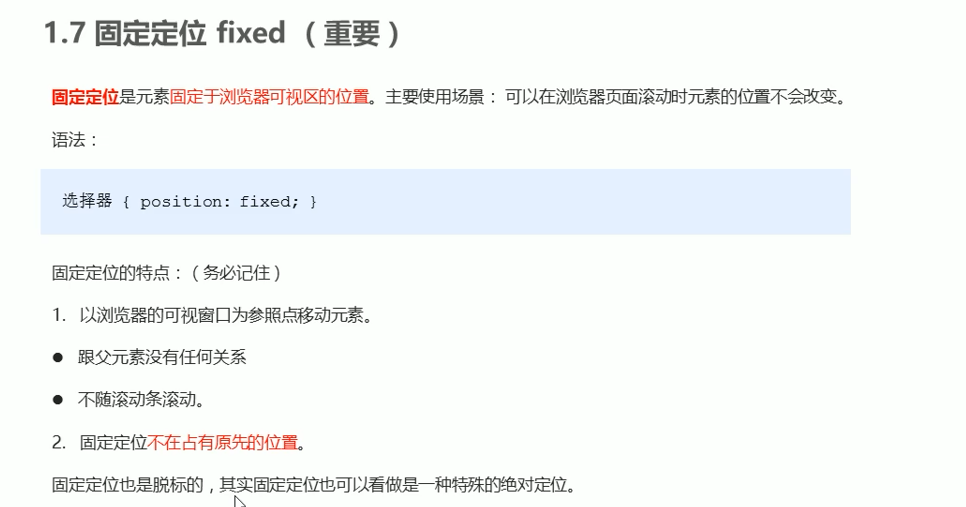 1.7 固定定位 fixed （重要）
固定定位是元素固定于浏览器可视区的位置。主要使用场景： 可以在浏览器页面滚动时元素的位置不会改变。
语法：
选择器 { position: fixed; }
固定定位的特点：（务必记住）
1. 以浏览器的可视窗口为参照点移动元素。
● 跟父元素没有任何关系
● 不随滚动条滚动。
2. 固定定位不在占有原先的位置。
固定定位也是脱标的，其实固定定位也可以看做是一种特殊的绝对定位。